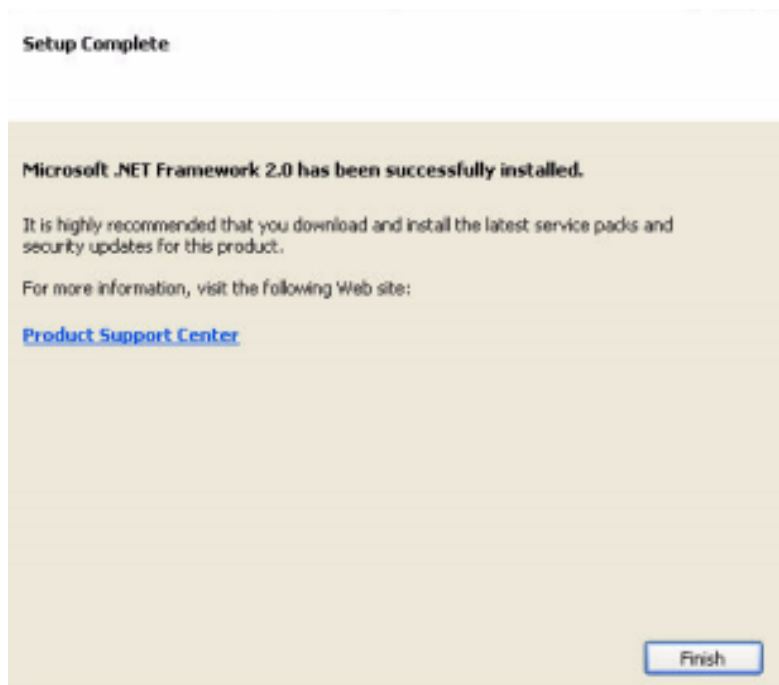 Setup Complete
Microsoft .NET Framework 2.0 has been successfully installed.
It is highly recommended that you download and install the latest service packs and
security updates for this product.
For more information, visit the following Web site:
Product Support Center
Finish